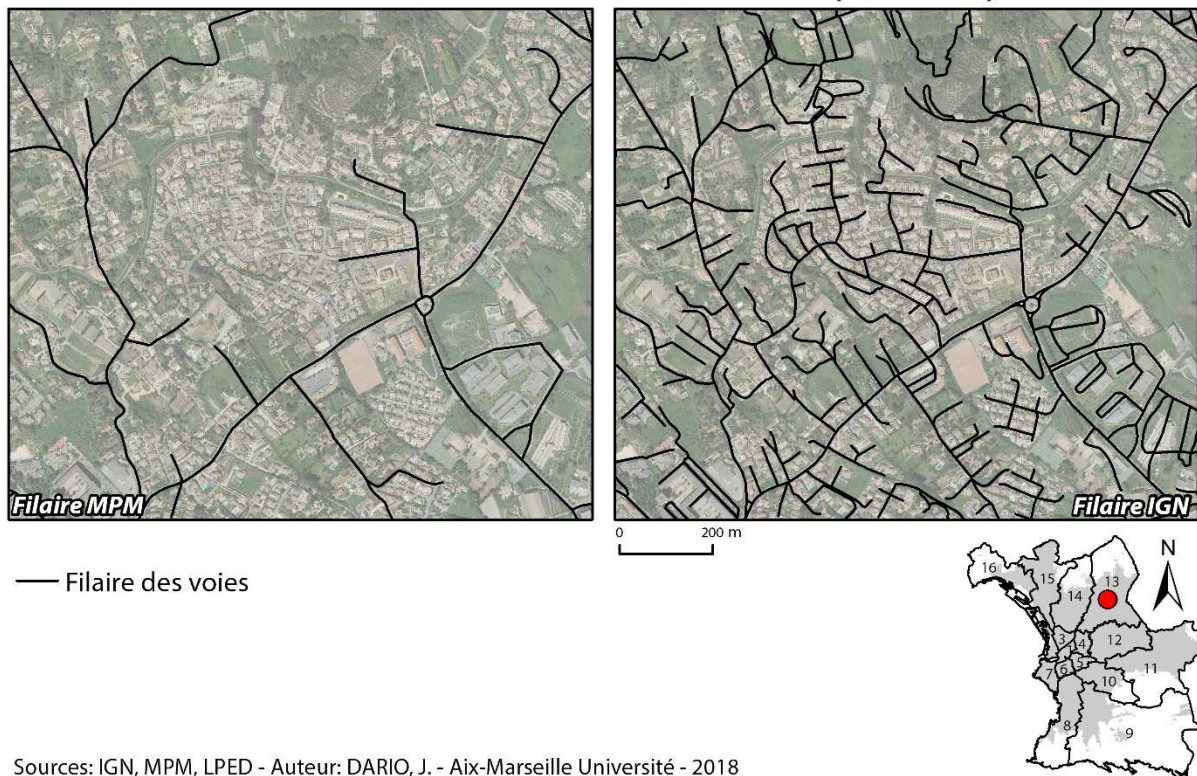 Filaire MPM
Filaire IGN
0 200 m
Filaire des voies
N
16
15
13
14
3
14
12
7
6
5
11
10
8
9
Sources: IGN, MPM, LPED - Auteur: DARIO, J. - Aix-Marseille Université - 2018